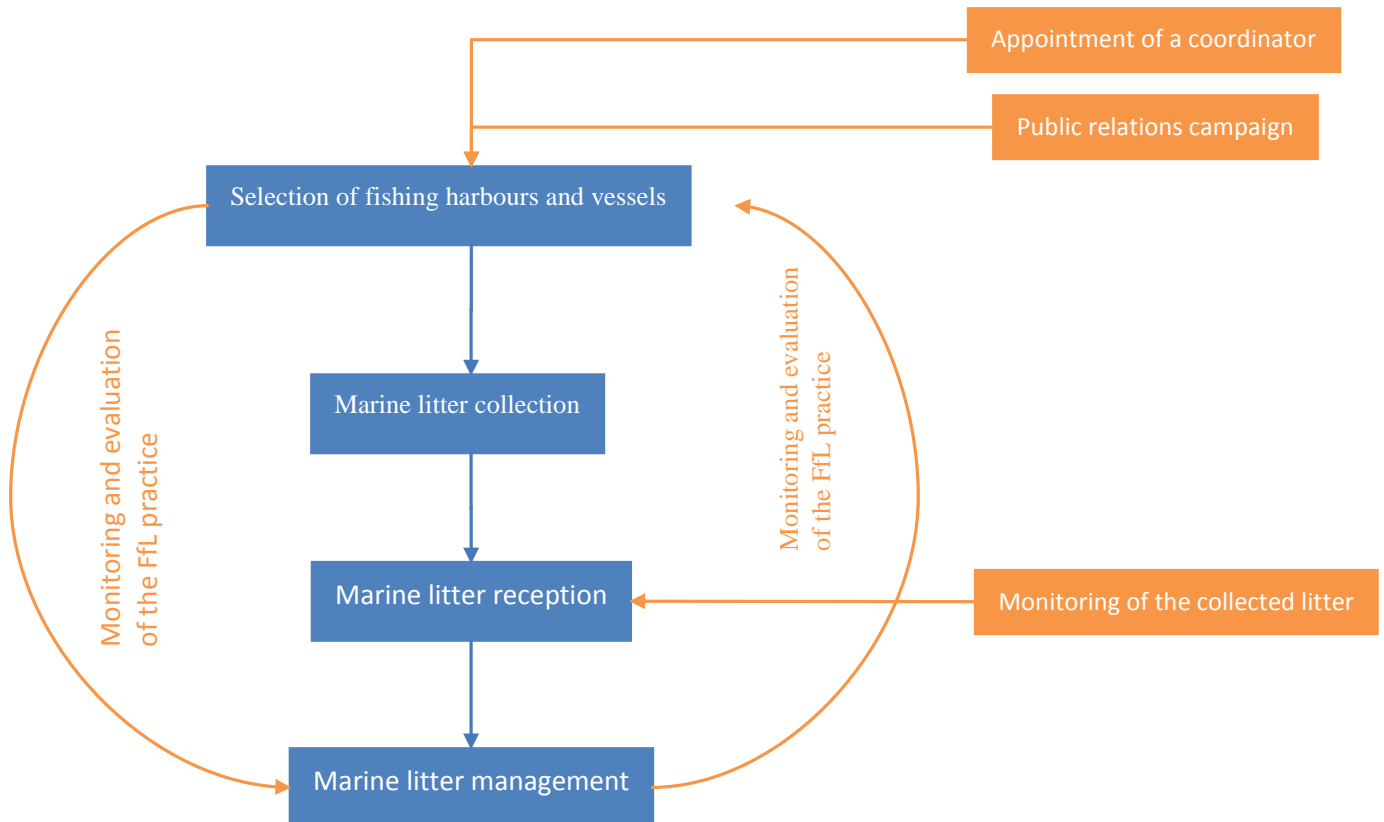 Appointment of a coordinator
Public relations campaign
Selection of fishing harbours and vessels
Monitoring and evaluation
of the FfL practice
Monitoring and evaluation
of the FfL practice
Marine litter collection
Marine litter reception
Monitoring of the collected litter
Marine litter management